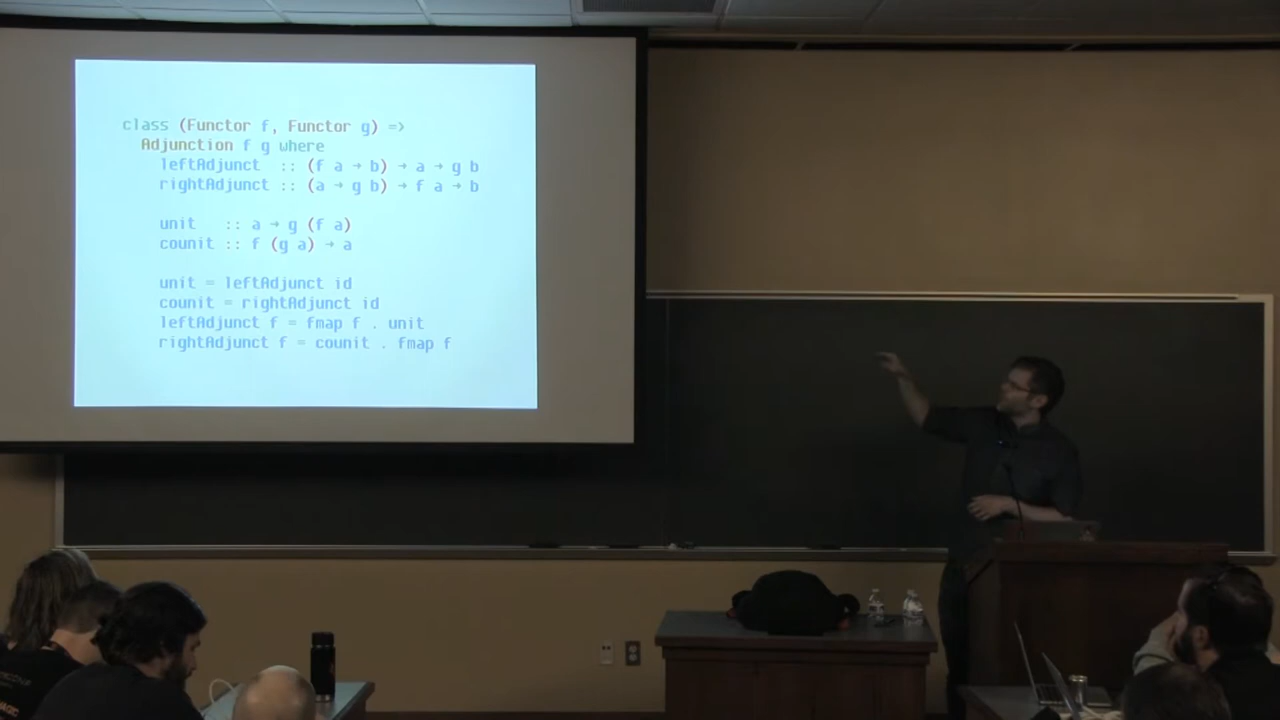 class (Functor f, Functor g) =>
Adjunction f g where
leftAdjunct :: (f a → b) → a → g b
rightAdjunct :: (a → g b) → f a → b
unit :: a → g (f a)
counit :: f (g a) → a
unit = leftAdjunct id
counit = rightAdjunct id
leftAdjunct f = fmap f . unit
rightAdjunct f = counit . fmap f